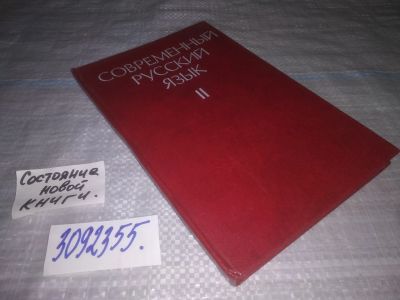 СОВРЕМЕННЫЙ
РУССКИЙ
ЯЗЫК
II
Состояние
новой
книги.
3092355.